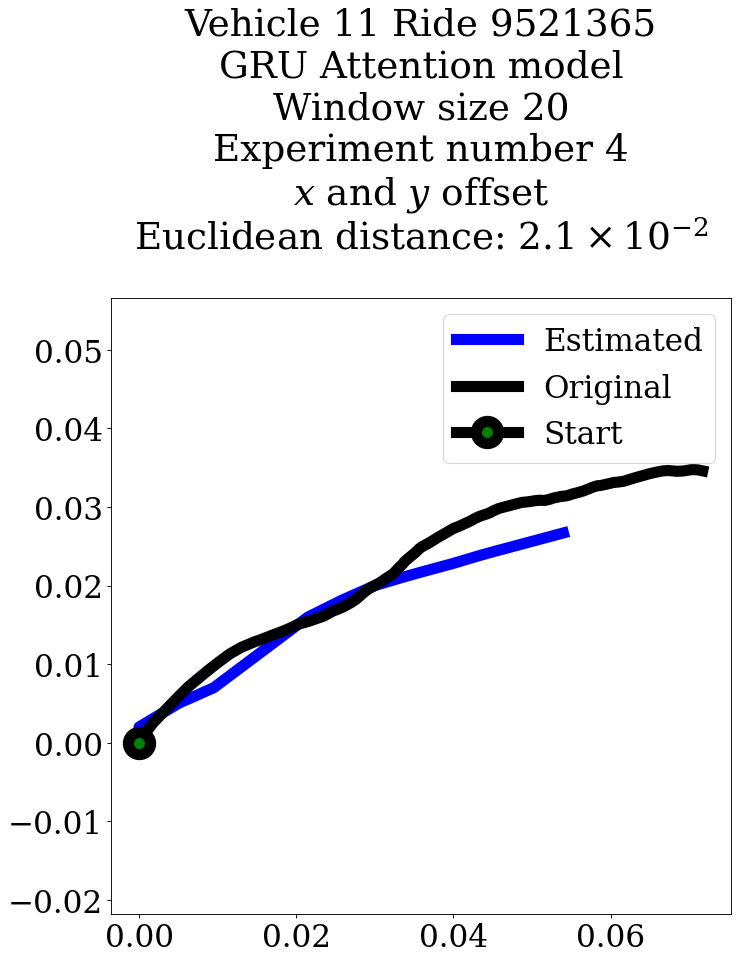 Vehicle 11 Ride 9521365
GRU Attention model
Window size 20
Experiment number 4
x and y offset
Euclidean distance: 2.1 × 10⁻²
Estimated
Original
Start
0.05
0.04
0.03
0.02
0.01
0.00
−0.01
−0.02
0.00 0.02 0.04 0.06